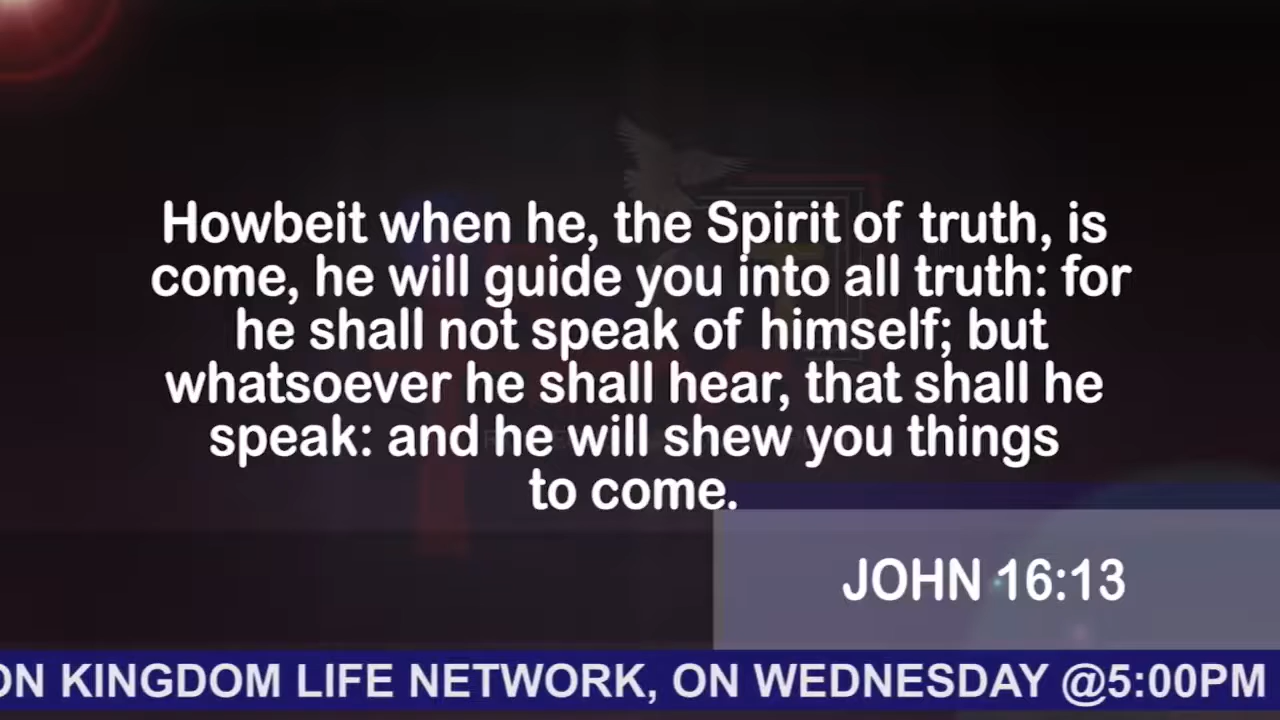 Howbeit when he, the Spirit of truth, is
come, he will guide you into all truth: for
he shall not speak of himself; but
whatsoever he shall hear, that shall he
speak: and he will shew you things
to come.
JOHN 16:13
ON KINGDOM LIFE NETWORK, ON WEDNESDAY @5:00PM